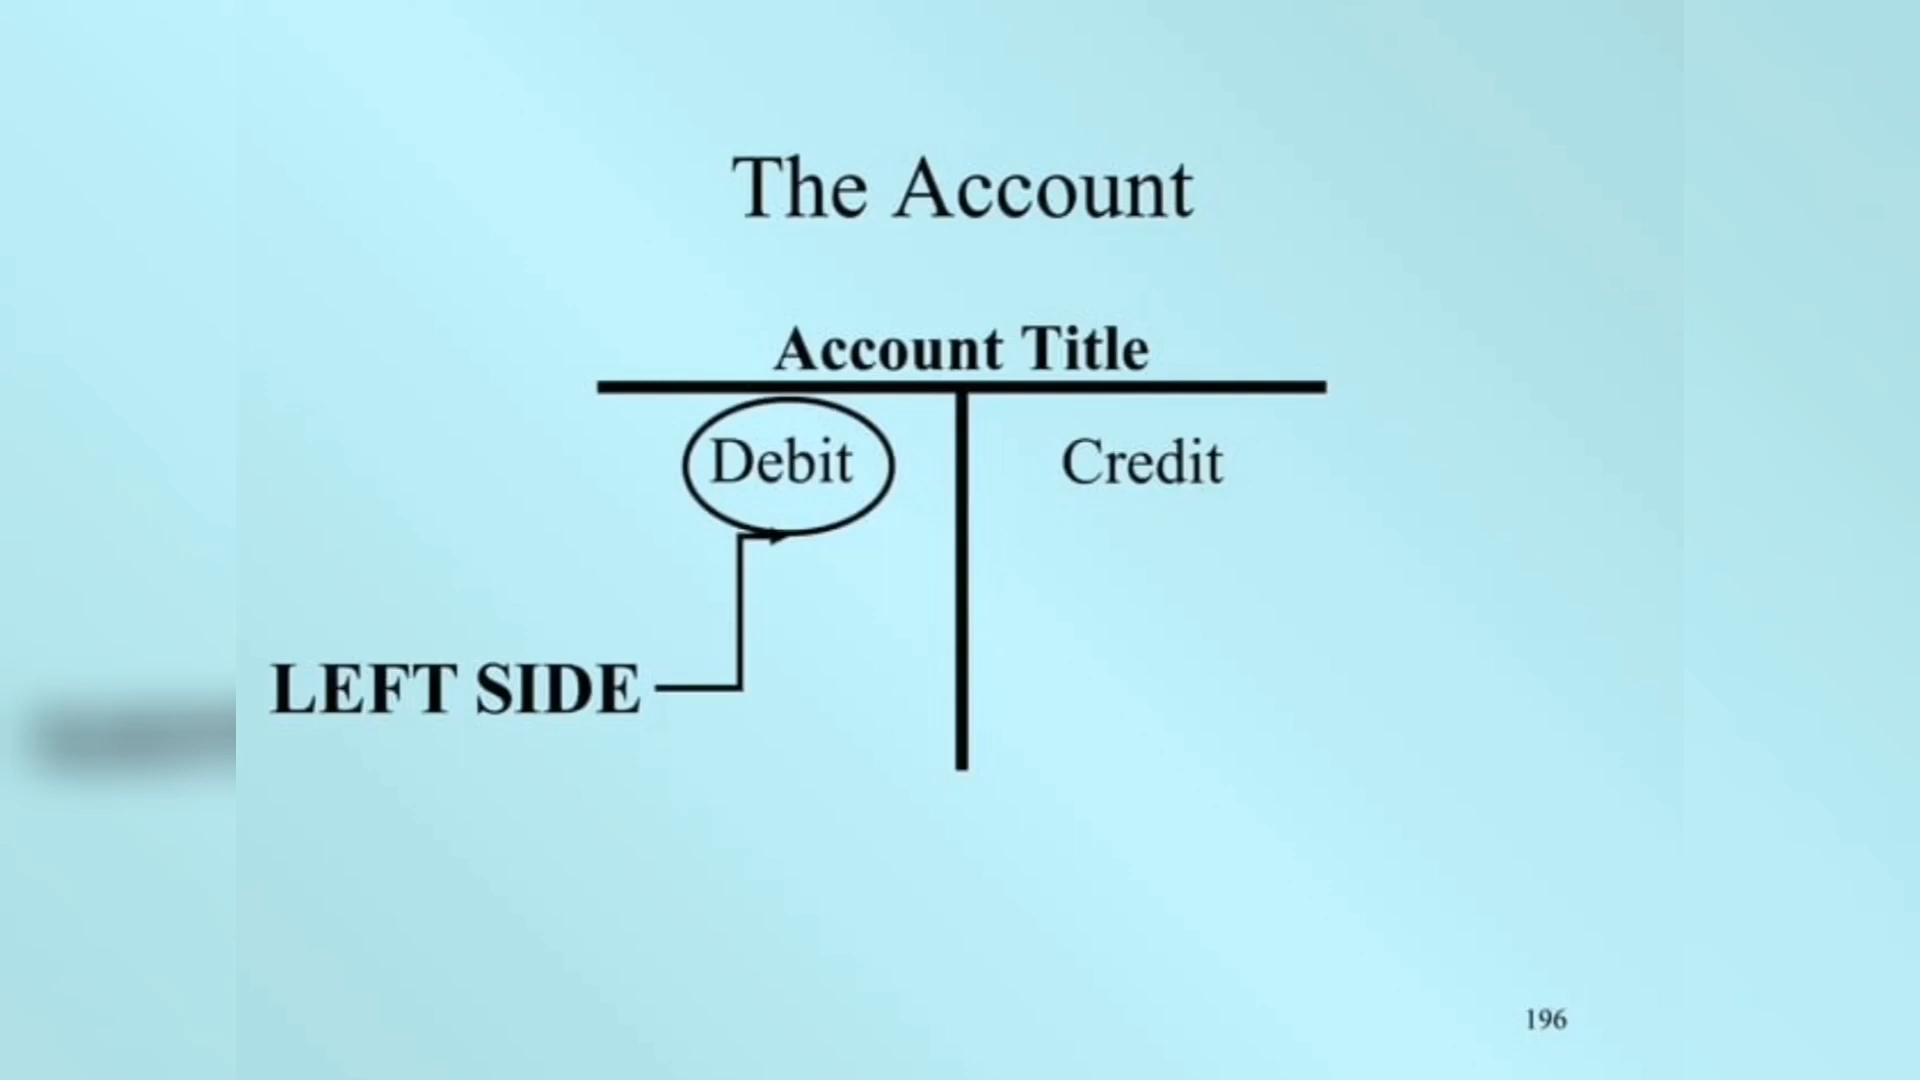 The Account
Account Title
Debit Credit
LEFT SIDE
196